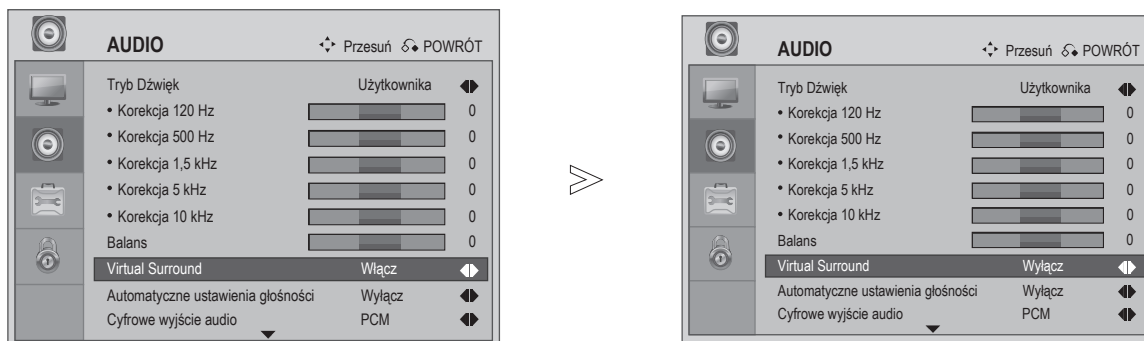 AUDIO
Przesuń POWRÓT
Tryb Dźwięk Użytkownika
• Korekcja 120 Hz 0
• Korekcja 500 Hz 0
• Korekcja 1,5 kHz 0
• Korekcja 5 kHz 0
• Korekcja 10 kHz 0
Balans 0
Virtual Surround Włącz
Automatyczne ustawienia głośności Wyłącz
Cyfrowe wyjście audio PCM
AUDIO
Przesuń POWRÓT
Tryb Dźwięk Użytkownika
• Korekcja 120 Hz 0
• Korekcja 500 Hz 0
• Korekcja 1,5 kHz 0
• Korekcja 5 kHz 0
• Korekcja 10 kHz 0
Balans 0
Virtual Surround Wyłącz
Automatyczne ustawienia głośności Wyłącz
Cyfrowe wyjście audio PCM